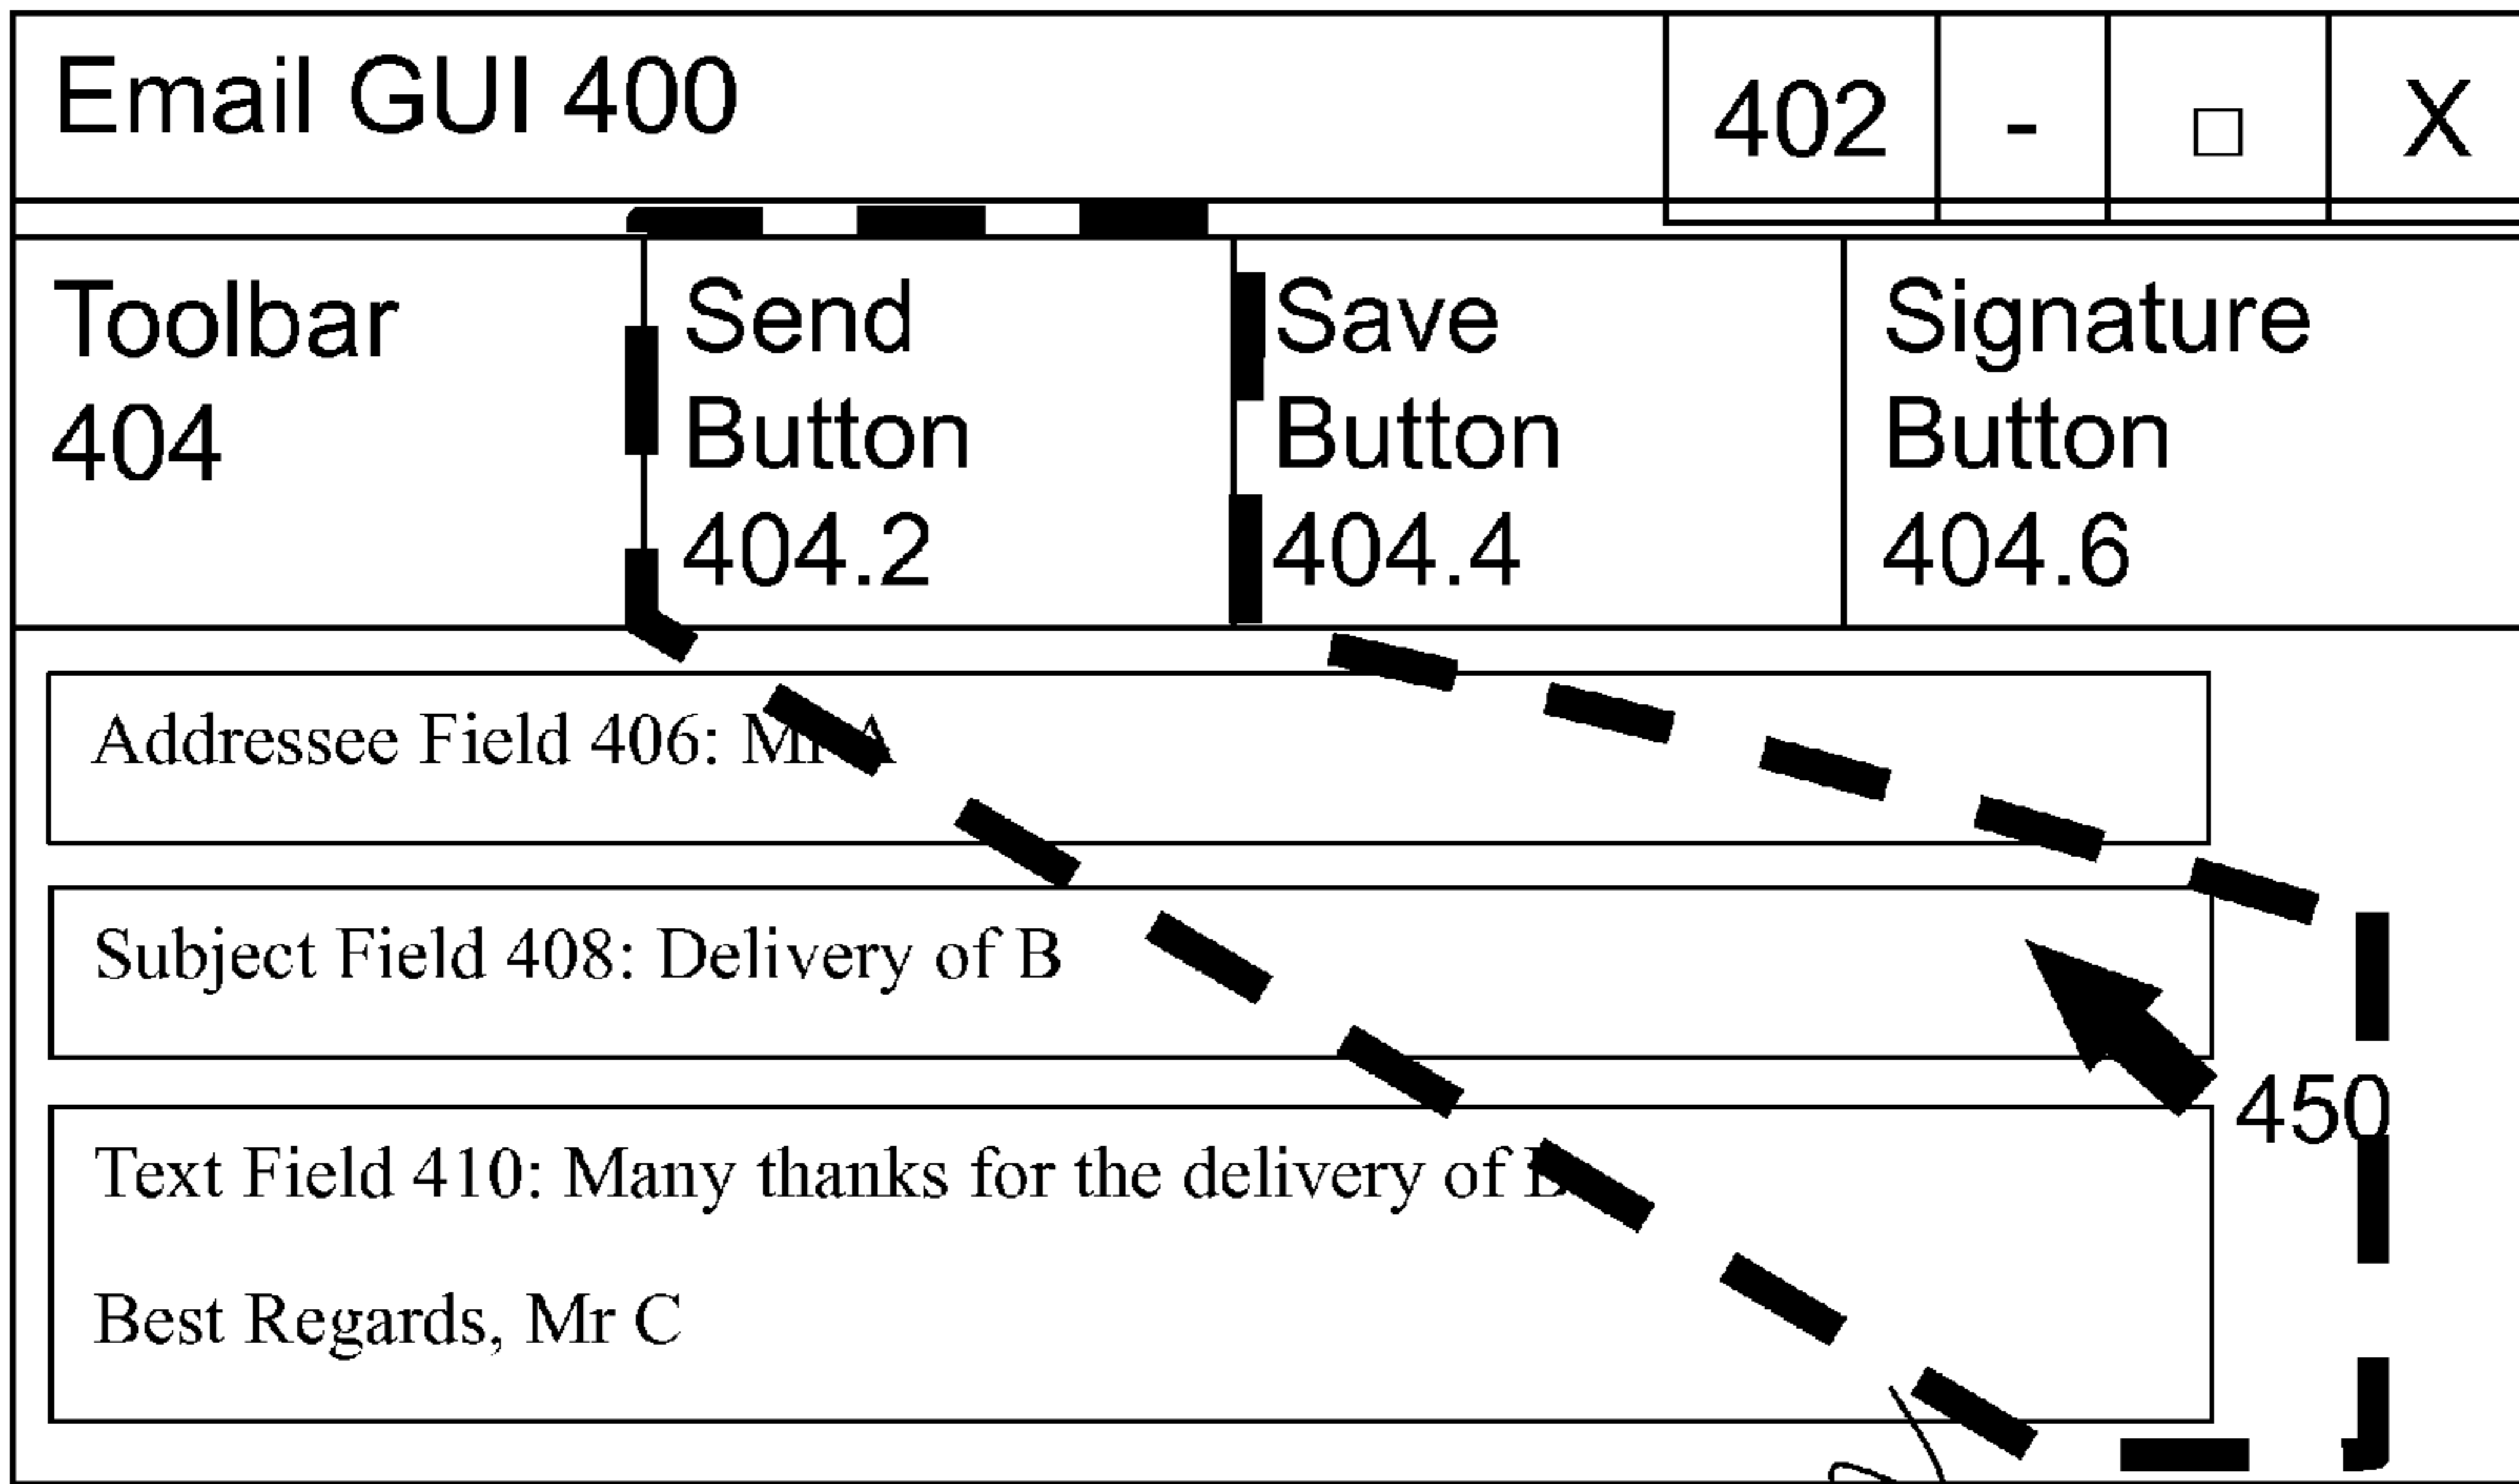 Email GUI 400
402 - □ X
Toolbar
404
Send
Button
404.2
Save
Button
404.4
Signature
Button
404.6
Addressee Field 406: Mr A
Subject Field 408: Delivery of B
450
Text Field 410: Many thanks for the delivery of
Best Regards, Mr C